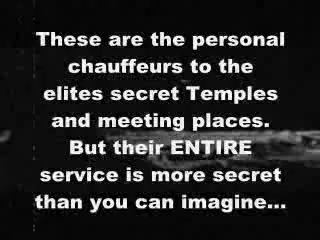 These are the personal
chauffeurs to the
elites secret Temples
and meeting places.
But their ENTIRE
service is more secret
than you can imagine...